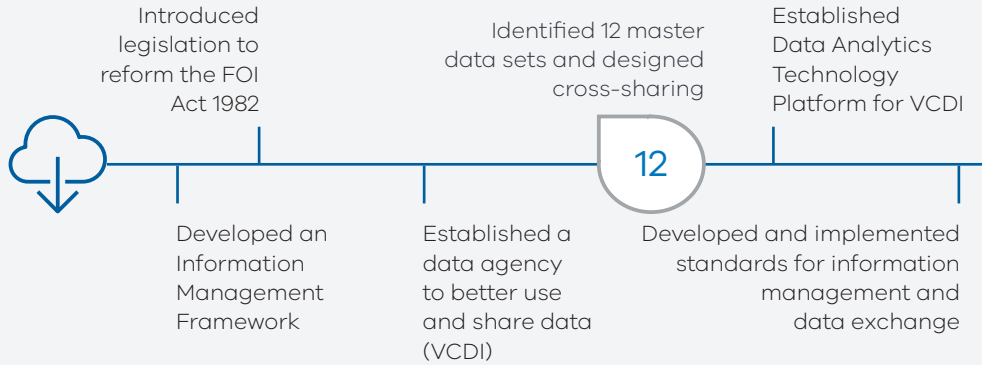 Introduced
legislation to
reform the FOI
Act 1982
Identified 12 master
data sets and designed
cross-sharing
Established
Data Analytics
Technology
Platform for VCDI
12
Developed an
Information
Management
Framework
Established a
data agency
to better use
and share data
(VCDI)
Developed and implemented
standards for information
management and
data exchange